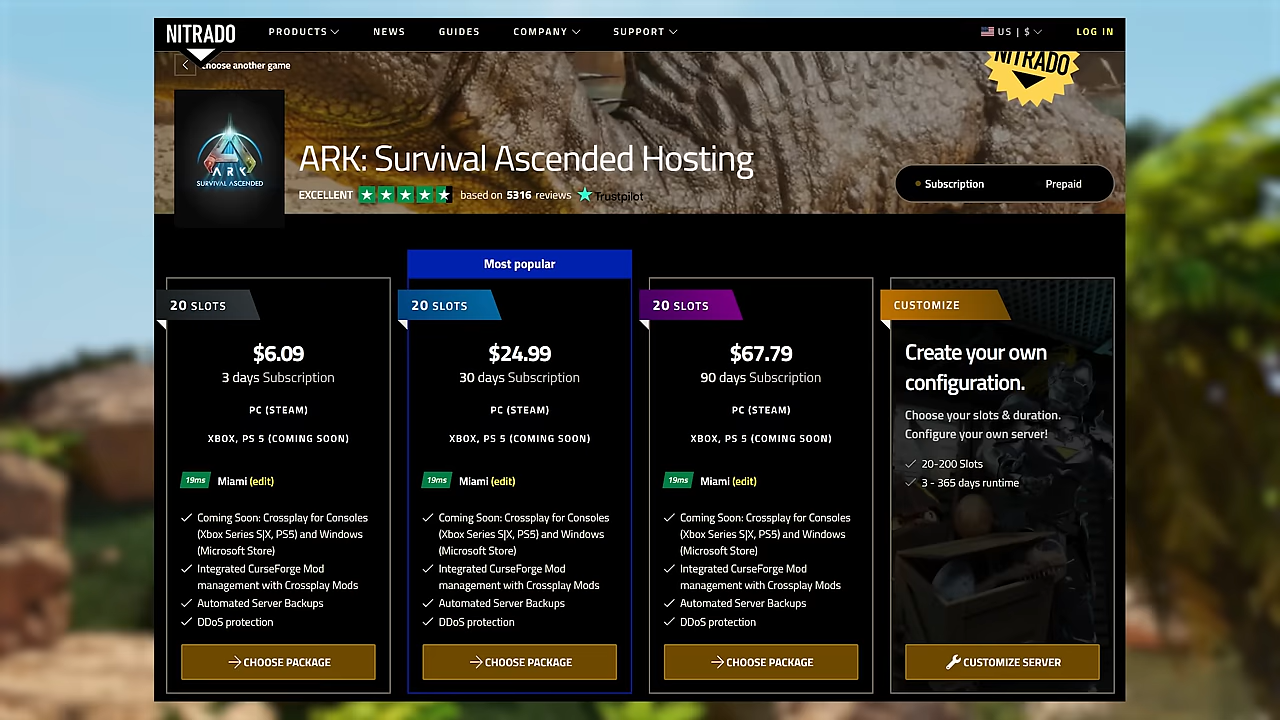 NITRADO
PRODUCTS NEWS GUIDES COMPANY SUPPORT US | $ LOG IN
Choose another game
NITRADO
ARK
SURVIVAL ASCENDED
ARK: Survival Ascended Hosting
EXCELLENT based on 5316 reviews Trustpilot
Subscription Prepaid
Most popular
20 SLOTS
$6.09
3 days Subscription
PC (STEAM)
XBOX, PS 5 (COMING SOON)
19ms Miami (edit)
Coming Soon: Crossplay for Consoles
(Xbox Series S|X, PS5) and Windows
(Microsoft Store)
Integrated CurseForge Mod
management with Crossplay Mods
Automated Server Backups
DDoS protection
CHOOSE PACKAGE
20 SLOTS
$24.99
30 days Subscription
PC (STEAM)
XBOX, PS 5 (COMING SOON)
19ms Miami (edit)
Coming Soon: Crossplay for Consoles
(Xbox Series S|X, PS5) and Windows
(Microsoft Store)
Integrated CurseForge Mod
management with Crossplay Mods
Automated Server Backups
DDoS protection
CHOOSE PACKAGE
20 SLOTS
$67.79
90 days Subscription
PC (STEAM)
XBOX, PS 5 (COMING SOON)
19ms Miami (edit)
Coming Soon: Crossplay for Consoles
(Xbox Series S|X, PS5) and Windows
(Microsoft Store)
Integrated CurseForge Mod
management with Crossplay Mods
Automated Server Backups
DDoS protection
CHOOSE PACKAGE
CUSTOMIZE
Create your own
configuration.
Choose your slots & duration.
Configure your own server!
20-200 Slots
3 - 365 days runtime
CUSTOMIZE SERVER